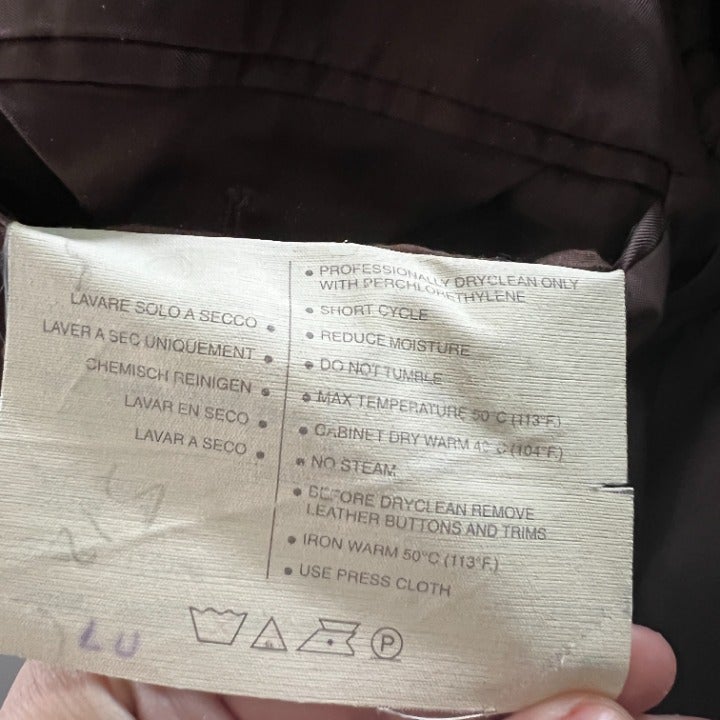 LAVARE SOLO A SECCO •
LAVER A SEC UNIQUEMENT •
CHEMISCH REINIGEN •
LAVAR EN SECO •
LAVAR A SECO •
• PROFESSIONALLY DRYCLEAN ONLY
WITH PERCHLORETHYLENE
• SHORT CYCLE
• REDUCE MOISTURE
• DO NOT TUMBLE
• MAX TEMPERATURE 50°C (113°F.)
• CABINET DRY WARM 40°C (104°F.)
• NO STEAM
• BEFORE DRYCLEAN REMOVE
LEATHER BUTTONS AND TRIMS
• IRON WARM 50°C (113°F.)
• USE PRESS CLOTH
P